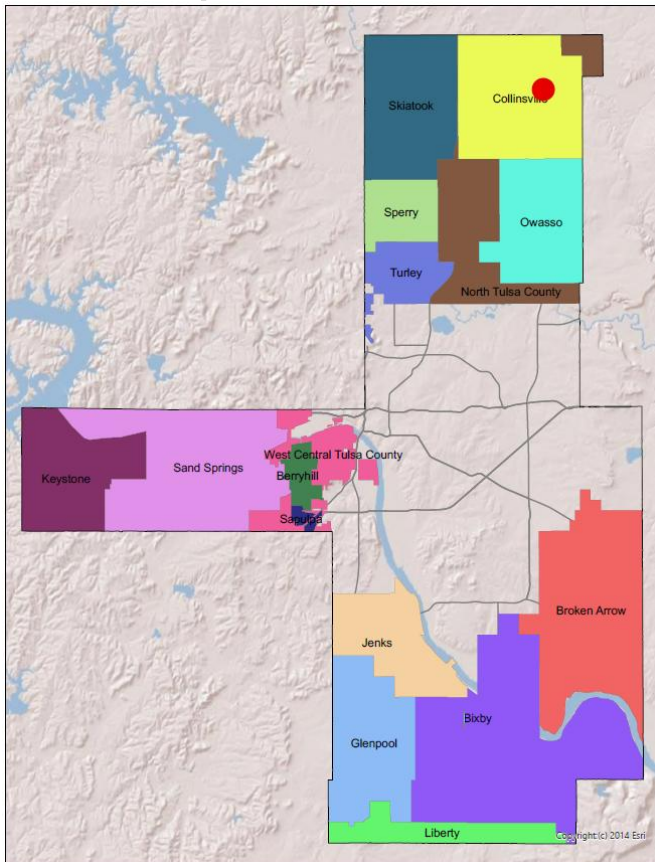 Skiatook
Collinsville
Sperry
Owasso
Turley
North Tulsa County
West Central Tulsa County
Sand Springs
Berryhill
Keystone
Sapulpa
Broken Arrow
Jenks
Bixby
Glenpool
Liberty
Copyright:(c) 2014 Esri